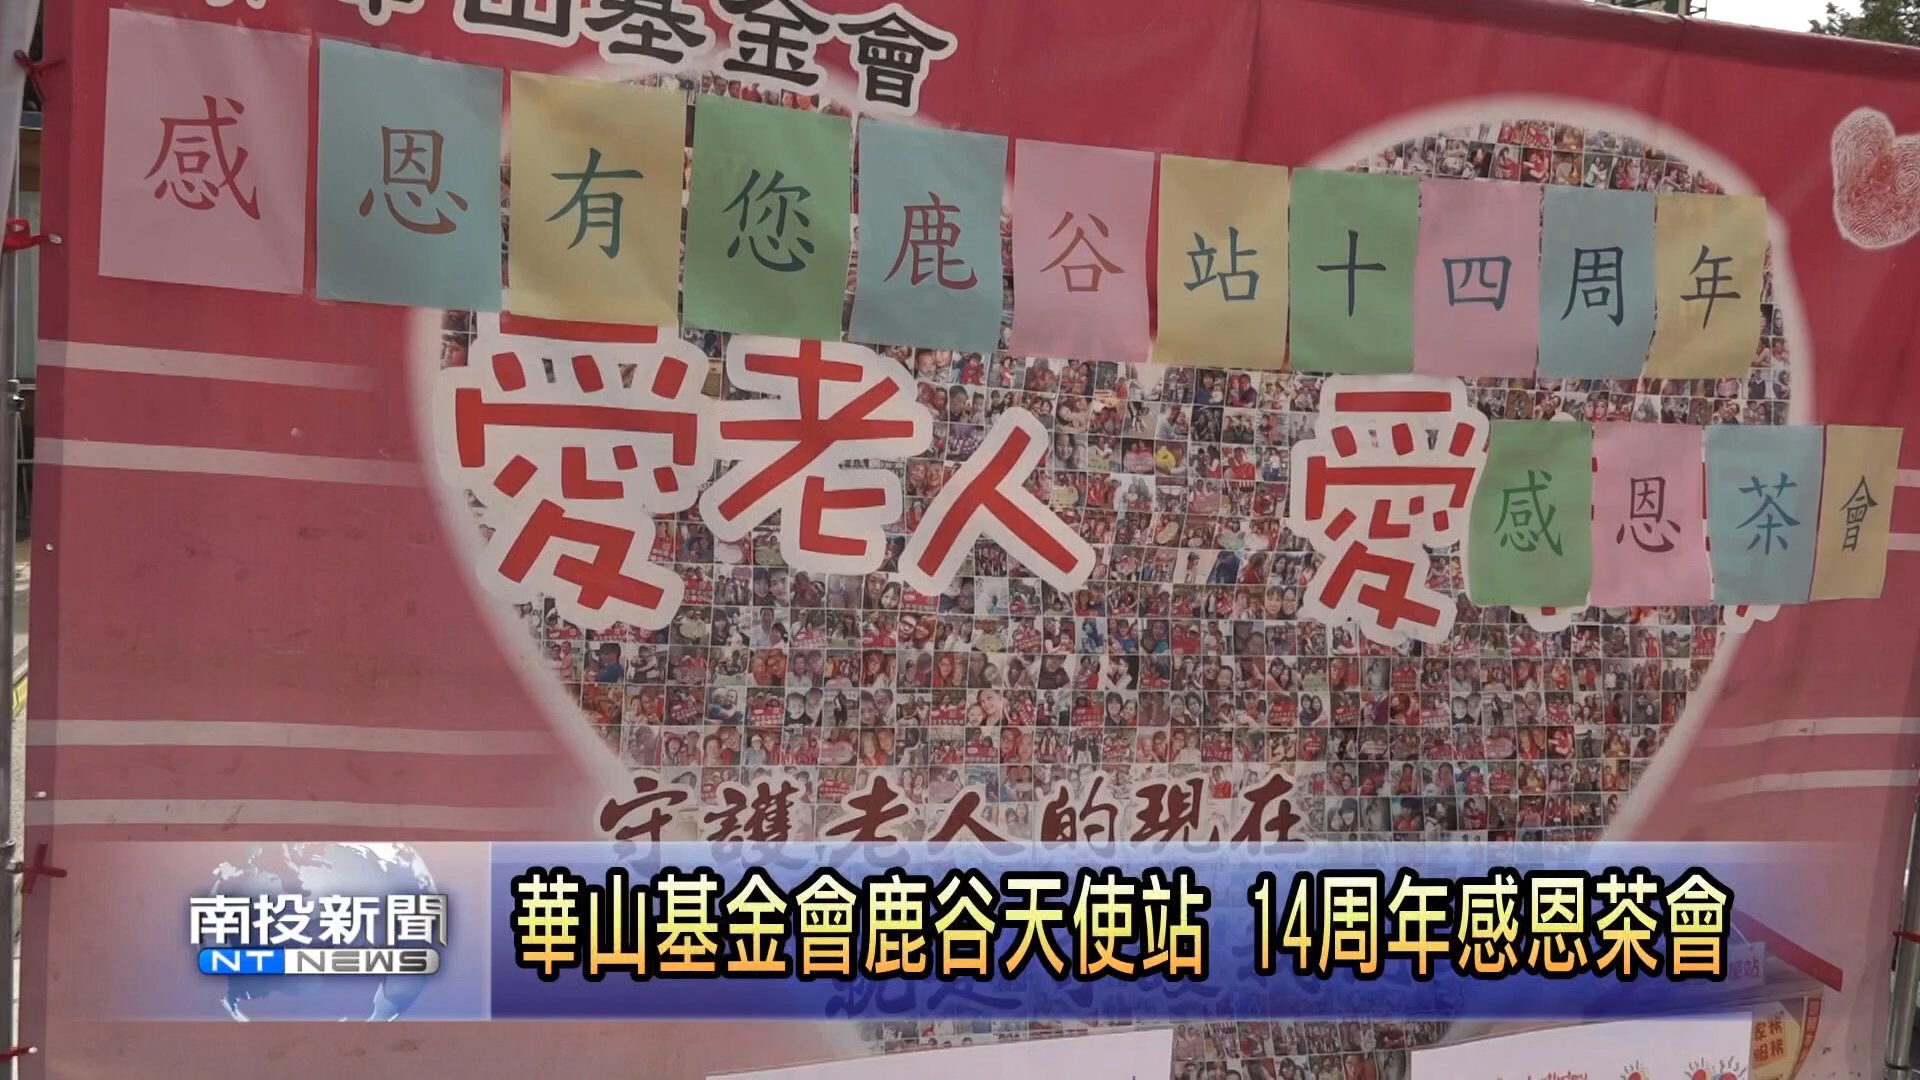 華山基金會
感恩有您鹿谷站十四周年
愛老人 愛
感恩茶會
守護老人的現在
南投新聞
NT NEWS
華山基金會鹿谷天使站 14周年感恩茶會